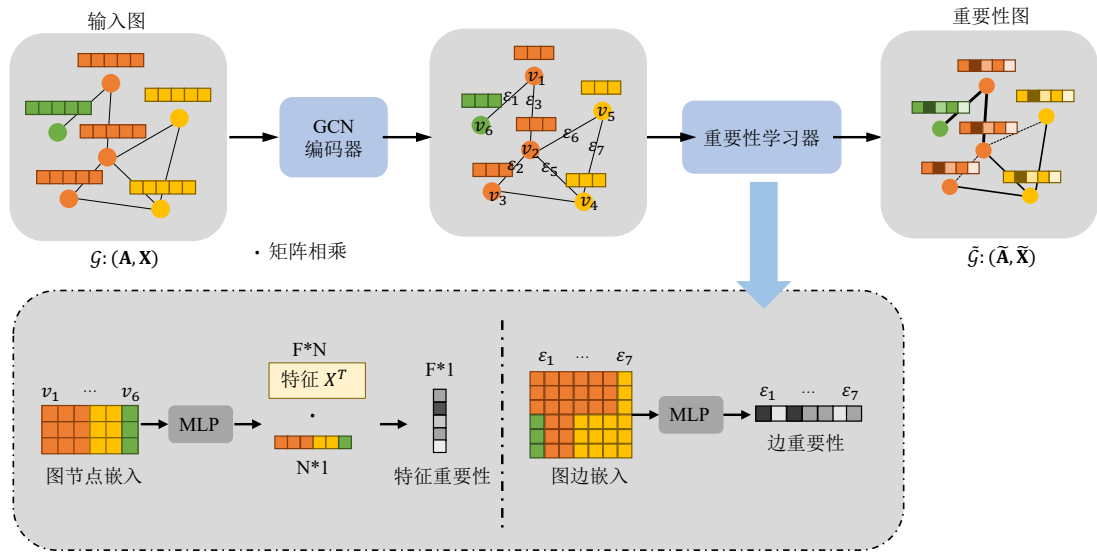 输入图
重要性图
GCN
编码器
重要性学习器
v₁
ε₁
ε₃
v₅
v₆
v₂
ε₆
ε₇
ε₂
ε₅
v₃
v₄
𝒢: (A, X)
· 矩阵相乘
𝒢̃: (Ã, X̃)
v₁ ⋯ v₆
MLP
图节点嵌入
F*N
特征 Xᵀ
·
N*1
F*1
特征重要性
ε₁ ⋯ ε₇
MLP
图边嵌入
ε₁ ⋯ ε₇
边重要性